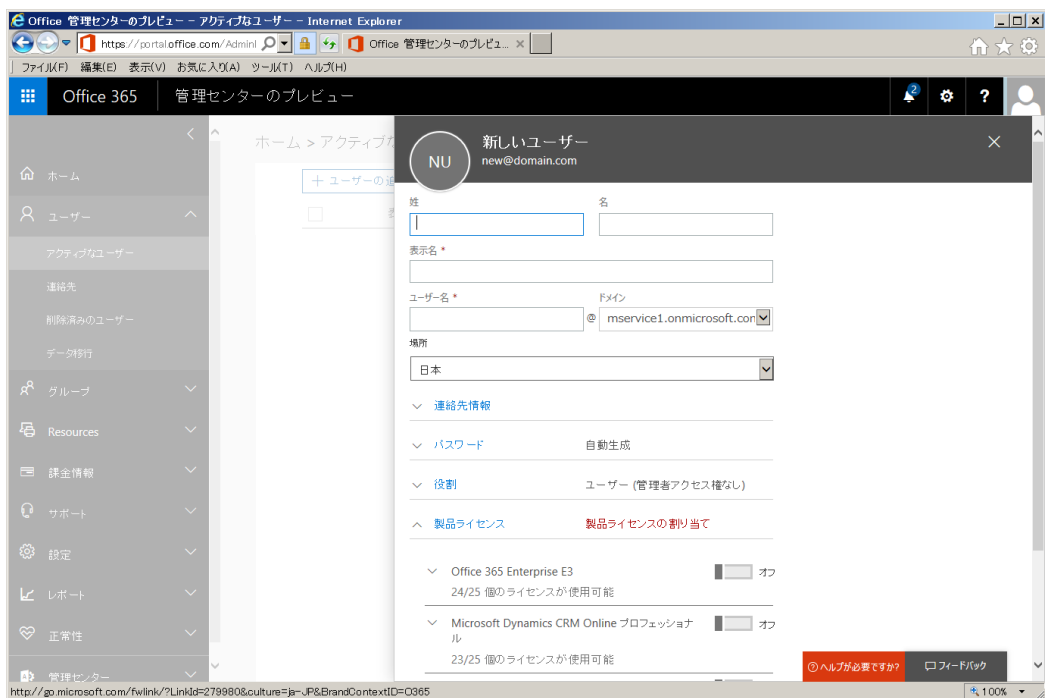 Office 管理センターのプレビュー - アクティブなユーザー - Internet Explorer
https://portal.office.com/AdminI
Office 管理センターのプレビュ...
ファイル(F) 編集(E) 表示(V) お気に入り(A) ツール(T) ヘルプ(H)
Office 365 管理センターのプレビュー 2 ?
ホーム > アクティブな
新しいユーザー
NU
new@domain.com
ホーム
+ ユーザーの追
ユーザー
アクティブなユーザー
連絡先
削除済みのユーザー
データ移行
グループ
Resources
課金情報
サポート
設定
レポート
正常性
管理センター
姓 名
表示名 *
ユーザー名 * ドメイン
@ mservice1.onmicrosoft.con
場所
日本
連絡先情報
パスワード 自動生成
役割 ユーザー (管理者アクセス権なし)
製品ライセンス 製品ライセンスの割り当て
Office 365 Enterprise E3 オフ
24/25 個のライセンスが使用可能
Microsoft Dynamics CRM Online プロフェッショナ オフ
ル
23/25 個のライセンスが使用可能
ヘルプが必要ですか? フィードバック
http://go.microsoft.com/fwlink/?LinkId=279980&culture=ja-JP&BrandContextID=O365
100%